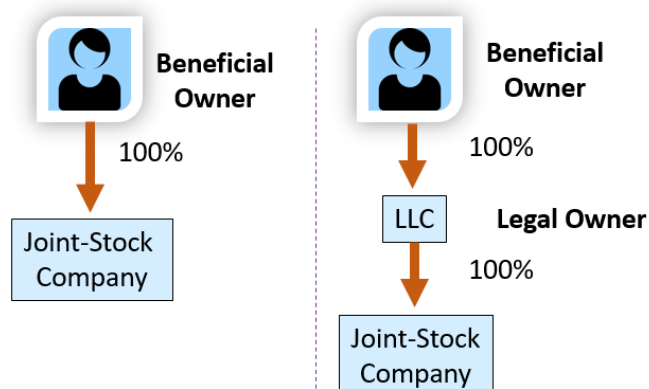 Beneficial
Owner
100%
Joint-Stock
Company
Beneficial
Owner
100%
LLC
Legal Owner
100%
Joint-Stock
Company